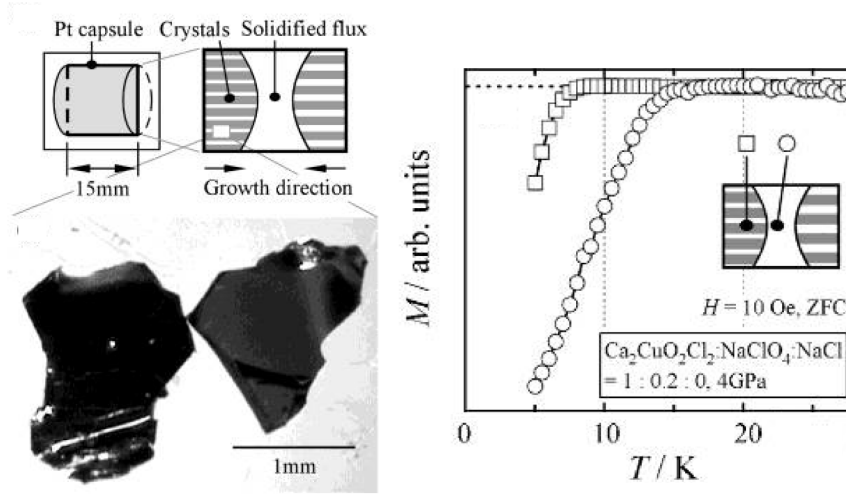 Pt capsule
Crystals
Solidified flux
15mm
Growth direction
1mm
M / arb. units
H = 10 Oe, ZFC
Ca₂CuO₂Cl₂:NaClO₄:NaCl
= 1 : 0.2 : 0, 4GPa
0
10
20
T / K